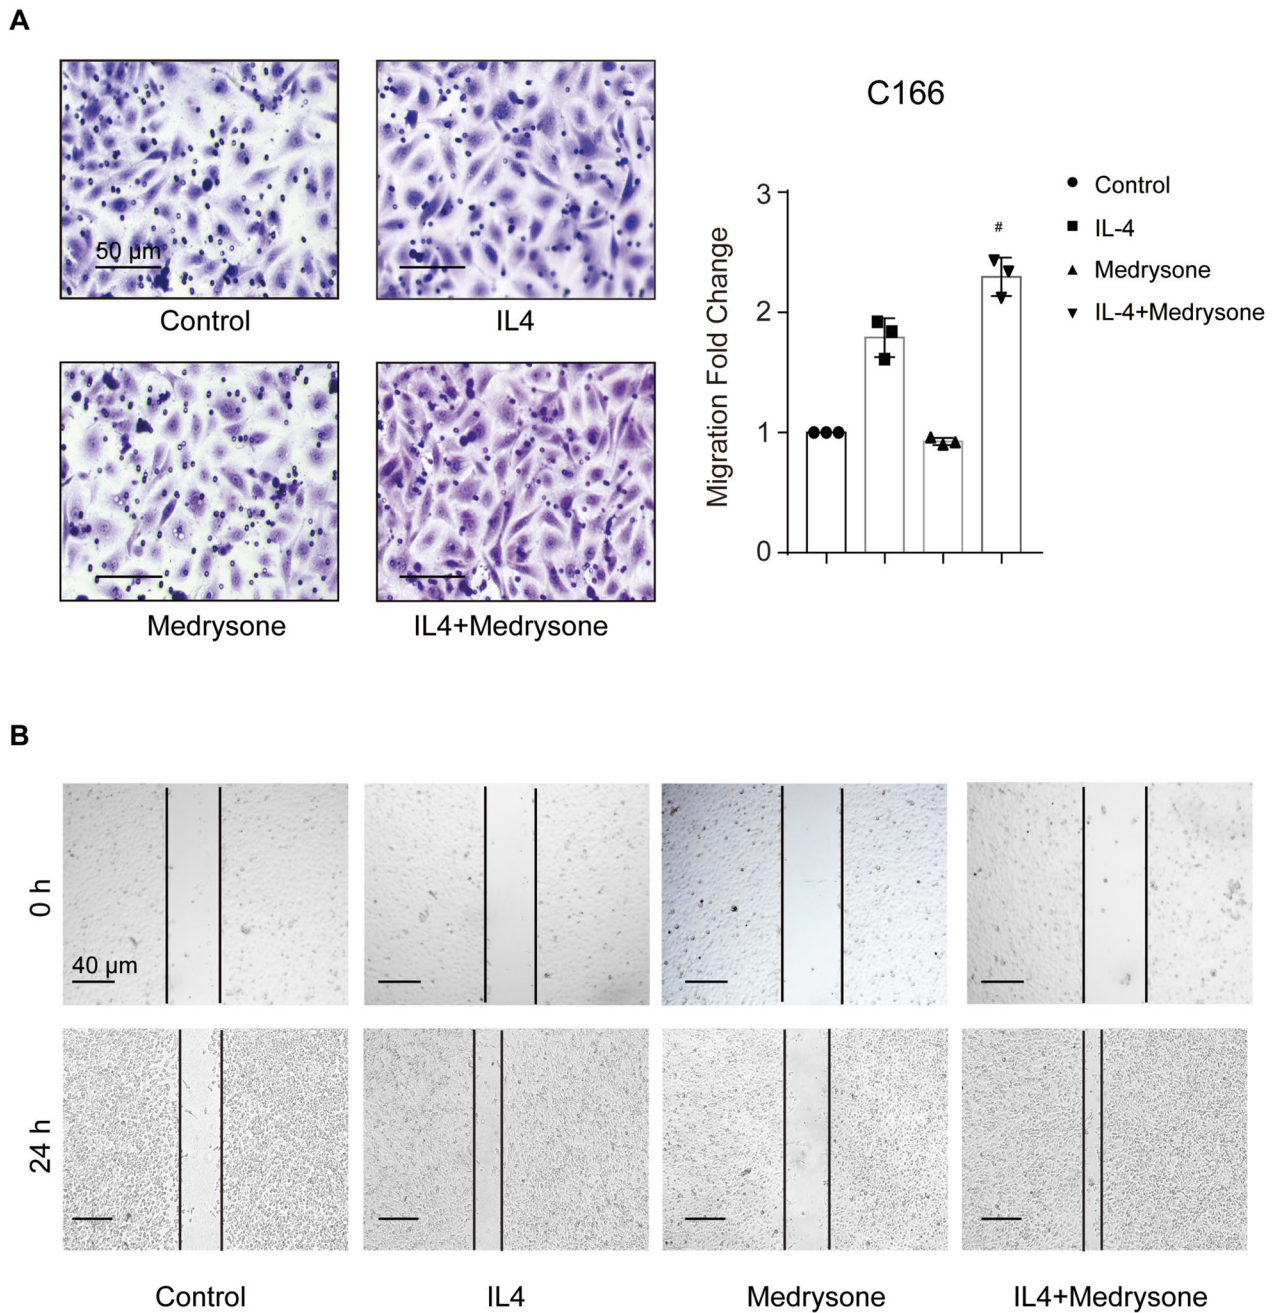 A
50 µm
Control
IL4
Medrysone
IL4+Medrysone
C166
Migration Fold Change
3
2
1
0
#
Control
IL-4
Medrysone
IL-4+Medrysone
B
0 h
40 µm
24 h
Control
IL4
Medrysone
IL4+Medrysone